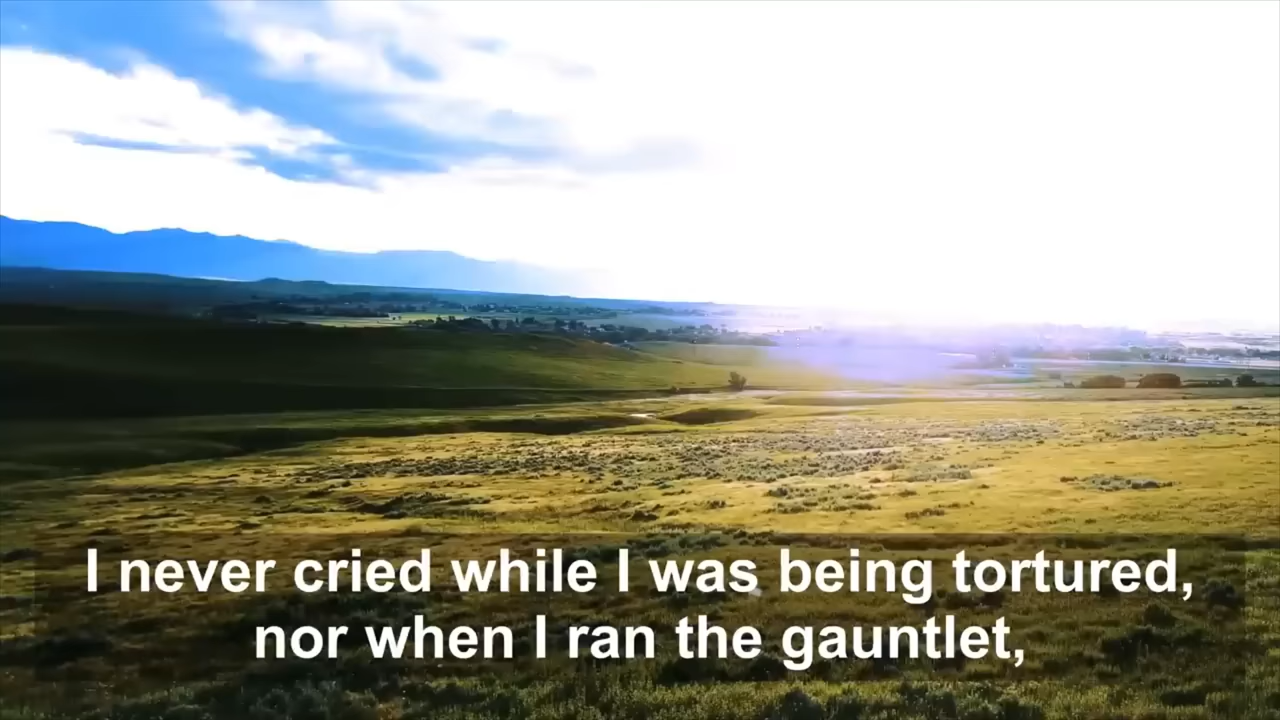 I never cried while I was being tortured,
nor when I ran the gauntlet,